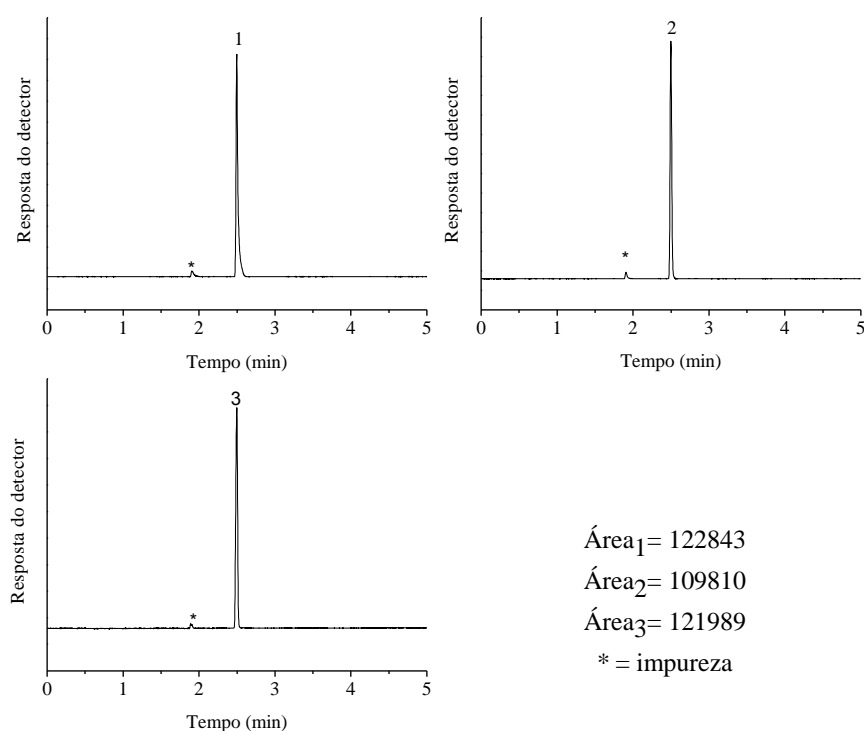 1
Resposta do detector
*
0 1 2 3 4 5
Tempo (min)
2
Resposta do detector
*
0 1 2 3 4 5
Tempo (min)
3
Resposta do detector
*
0 1 2 3 4 5
Tempo (min)
Área1= 122843
Área2= 109810
Área3= 121989
* = impureza